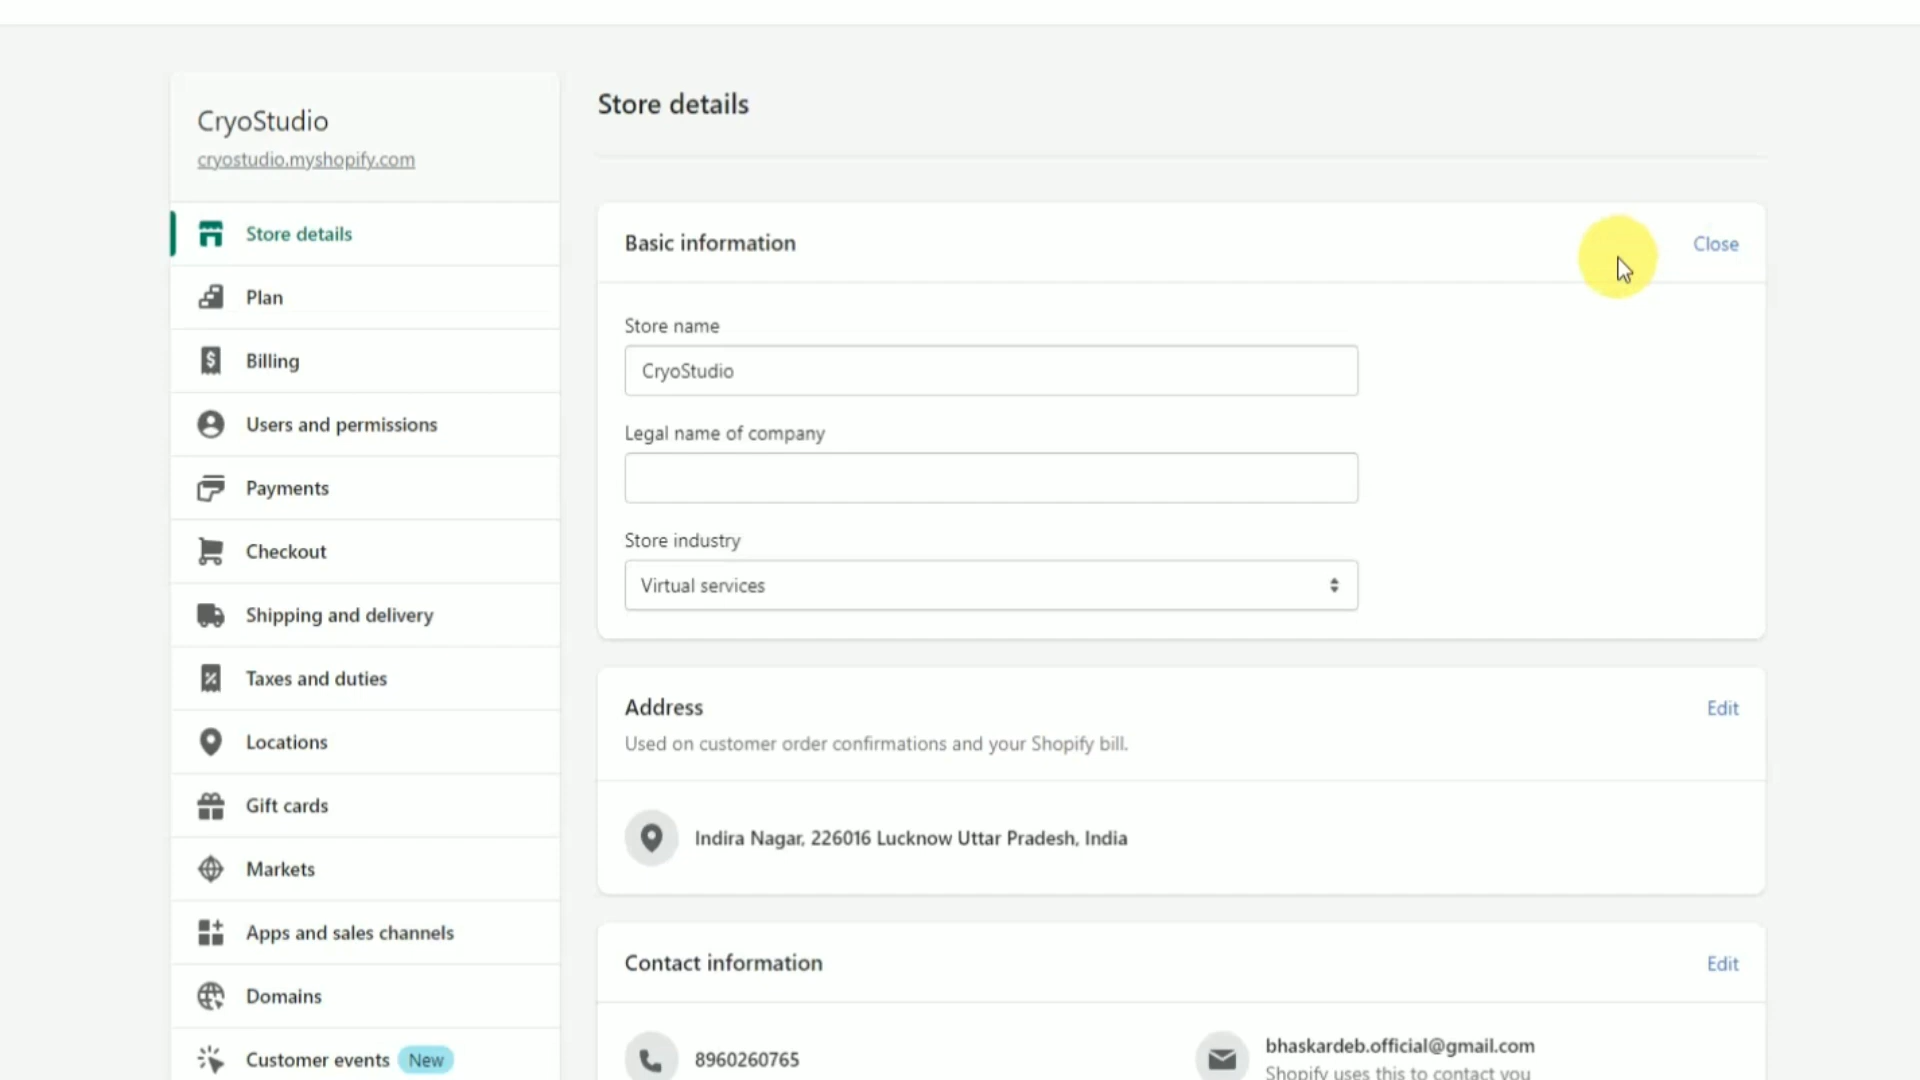 CryoStudio
cryostudio.myshopify.com
Store details
Plan
Billing
Users and permissions
Payments
Checkout
Shipping and delivery
Taxes and duties
Locations
Gift cards
Markets
Apps and sales channels
Domains
Customer events New
Store details
Basic information
Close
Store name
CryoStudio
Legal name of company
Store industry
Virtual services
Address
Edit
Used on customer order confirmations and your Shopify bill.
Indira Nagar, 226016 Lucknow Uttar Pradesh, India
Contact information
Edit
8960260765
bhaskardeb.official@gmail.com
Shopify uses this to contact you